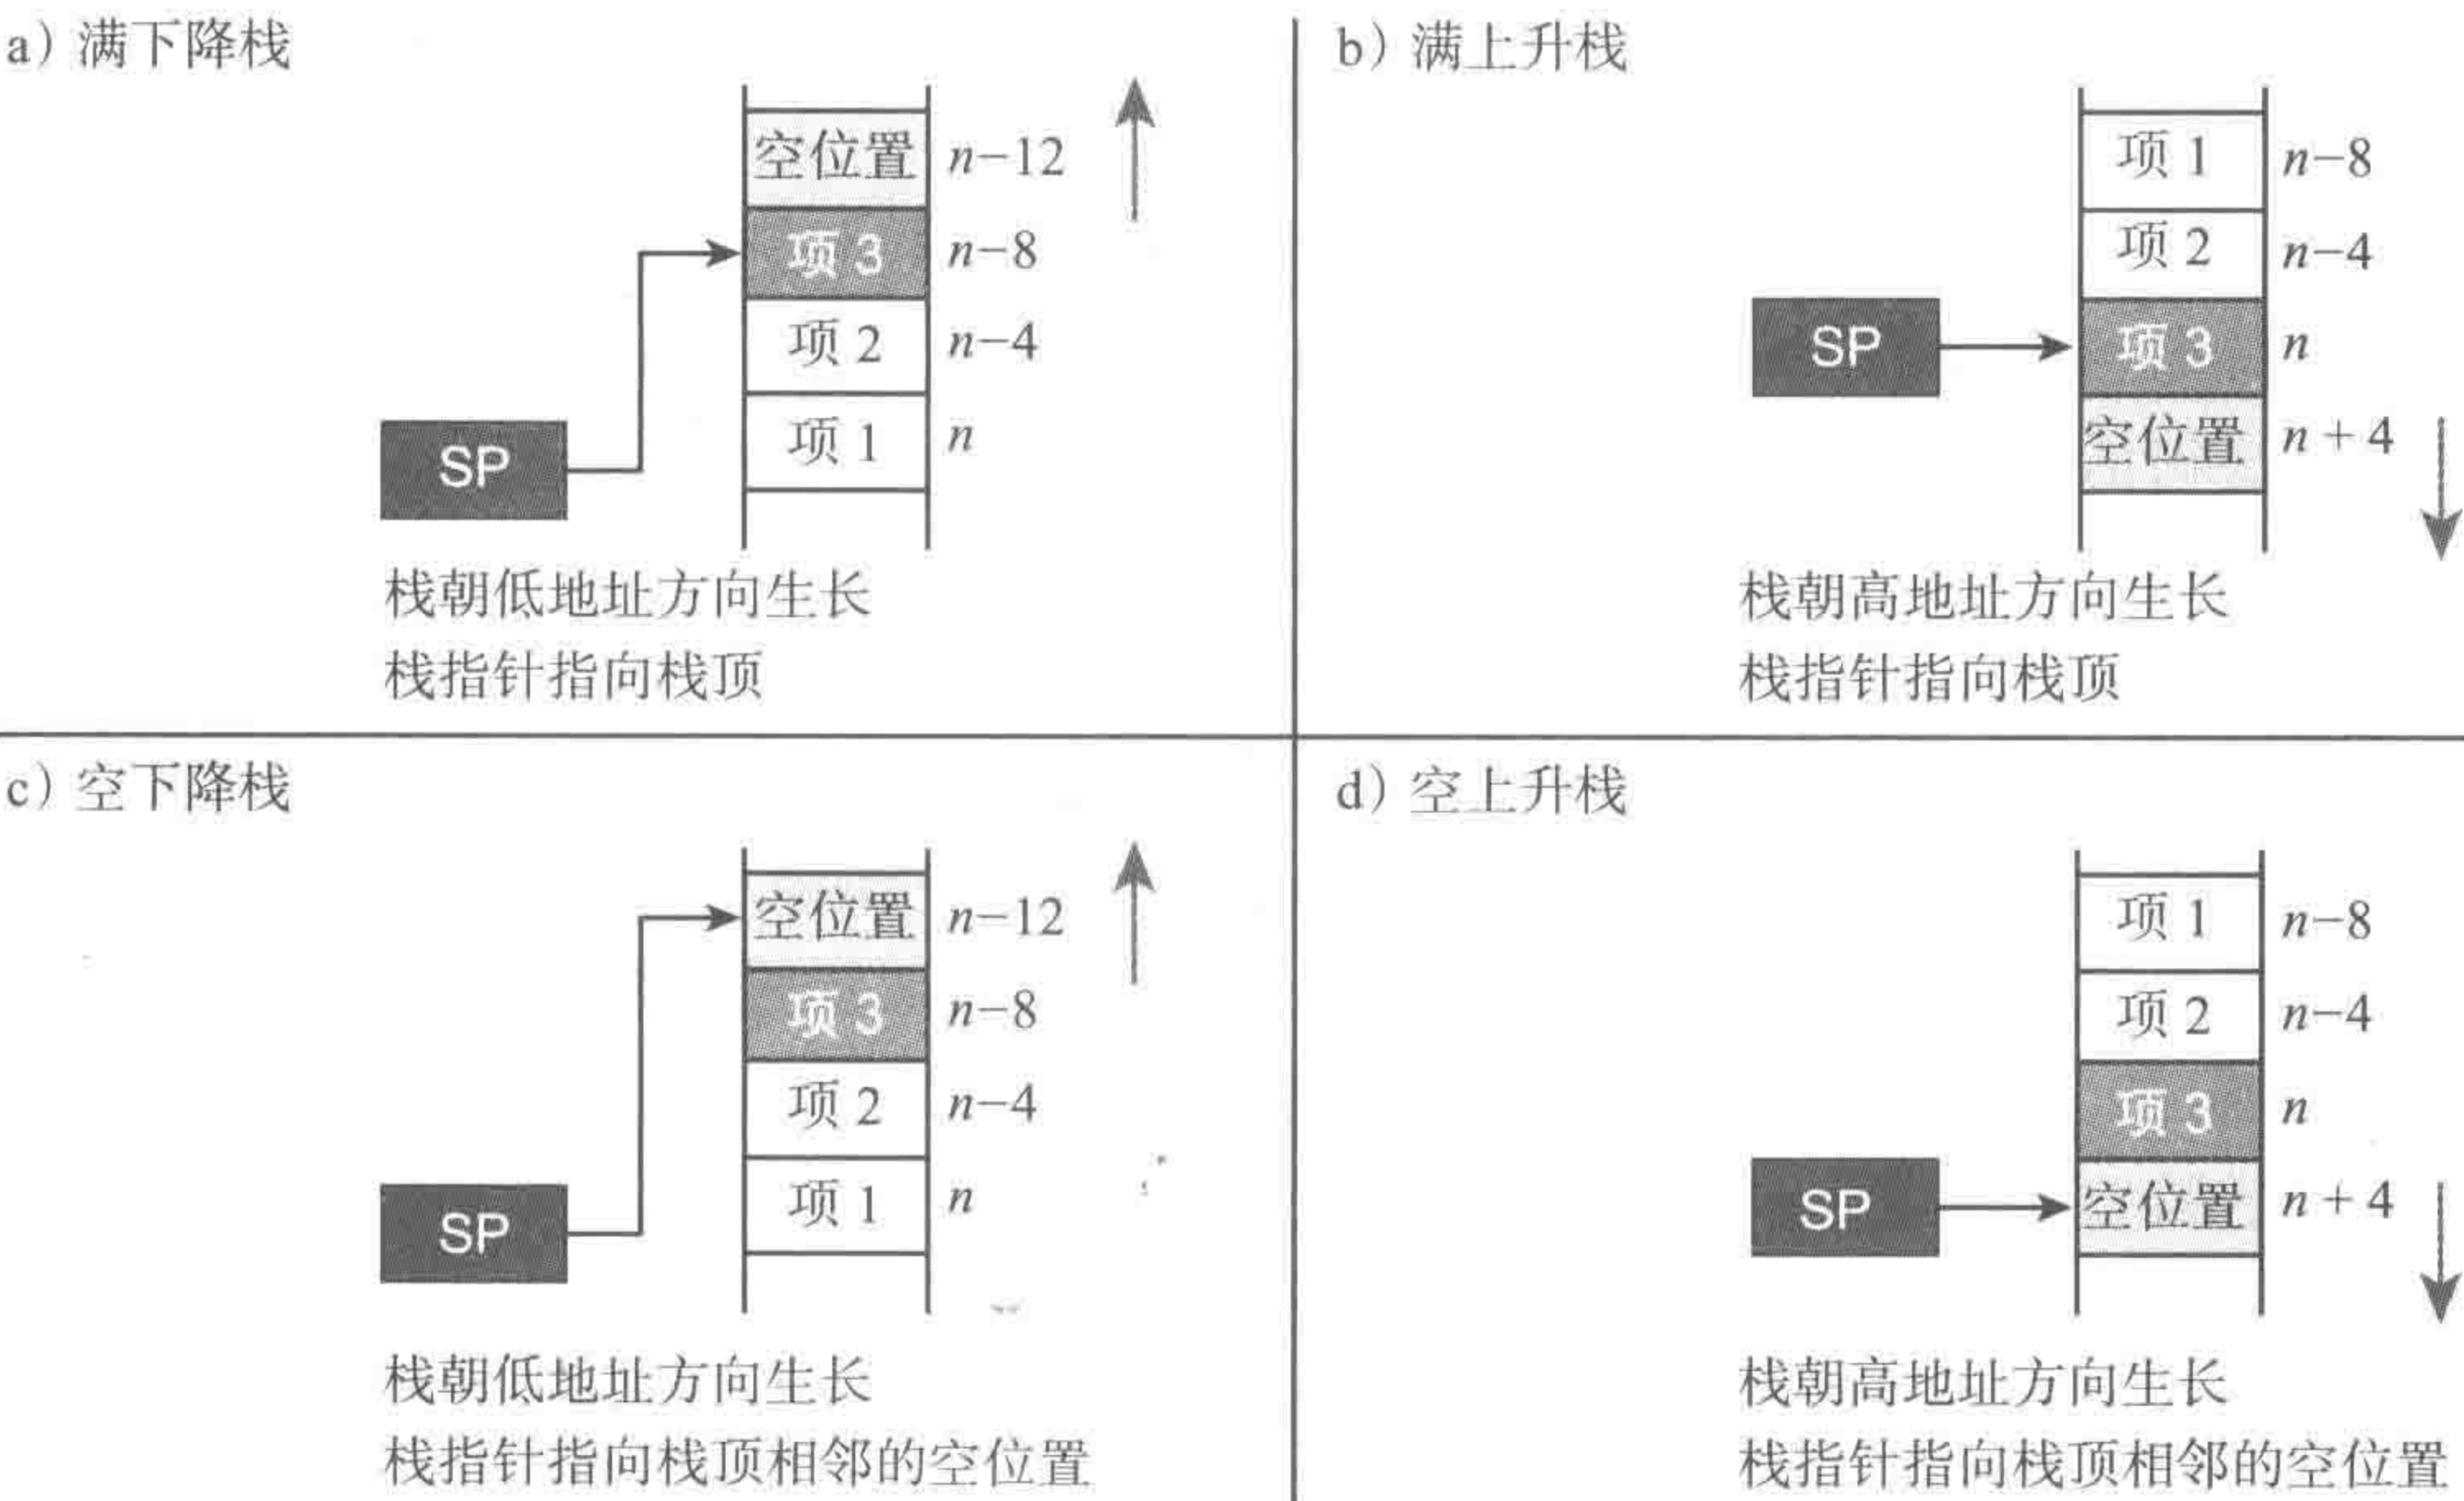 a) 满下降栈
空位置 n-12
项 3 n-8
项 2 n-4
项 1 n
SP
栈朝低地址方向生长
栈指针指向栈顶
b) 满上升栈
项 1 n-8
项 2 n-4
SP 项 3 n
空位置 n + 4
栈朝高地址方向生长
栈指针指向栈顶
c) 空下降栈
空位置 n-12
项 3 n-8
项 2 n-4
项 1 n
SP
栈朝低地址方向生长
栈指针指向栈顶相邻的空位置
d) 空上升栈
项 1 n-8
项 2 n-4
项 3 n
SP 空位置 n + 4
栈朝高地址方向生长
栈指针指向栈顶相邻的空位置